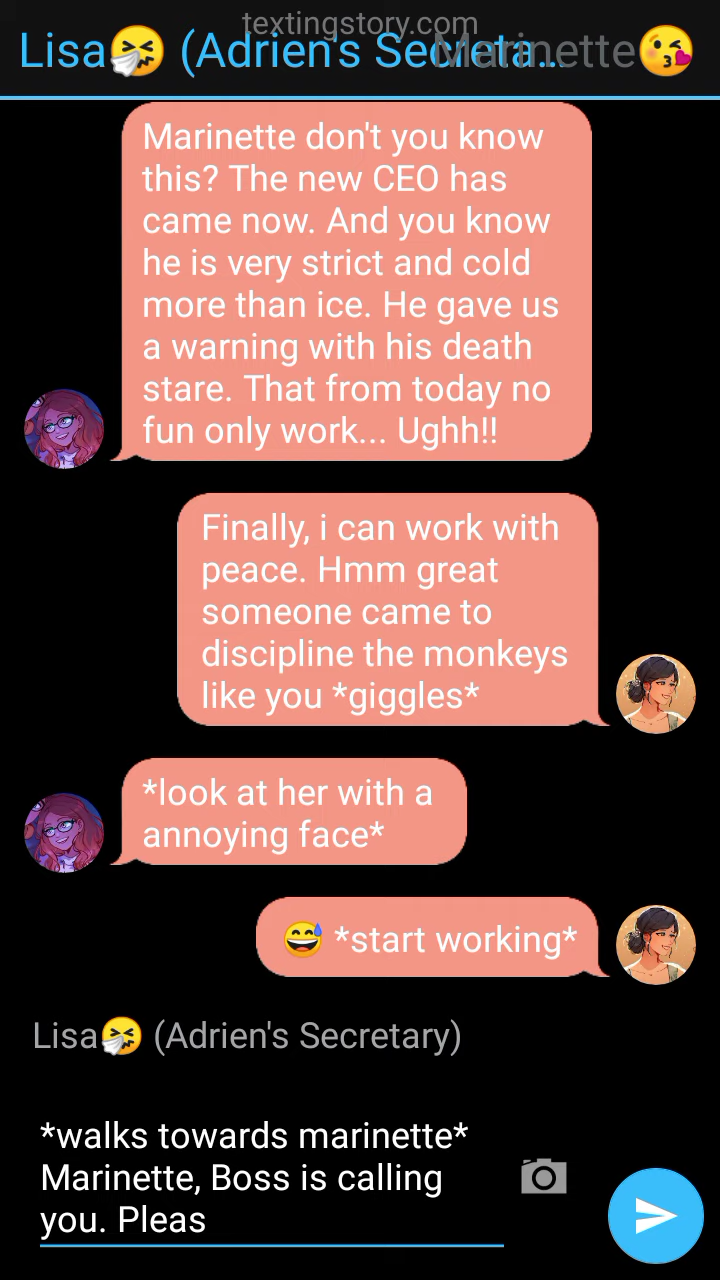 textingstory.com
Lisa🤧 (Adrien's Secreta... Marinette😘
Marinette don't you know
this? The new CEO has
came now. And you know
he is very strict and cold
more than ice. He gave us
a warning with his death
stare. That from today no
fun only work... Ughh!!
Finally, i can work with
peace. Hmm great
someone came to
discipline the monkeys
like you *giggles*
*look at her with a
annoying face*
😅 *start working*
Lisa🤧 (Adrien's Secretary)
*walks towards marinette*
Marinette, Boss is calling
you. Pleas